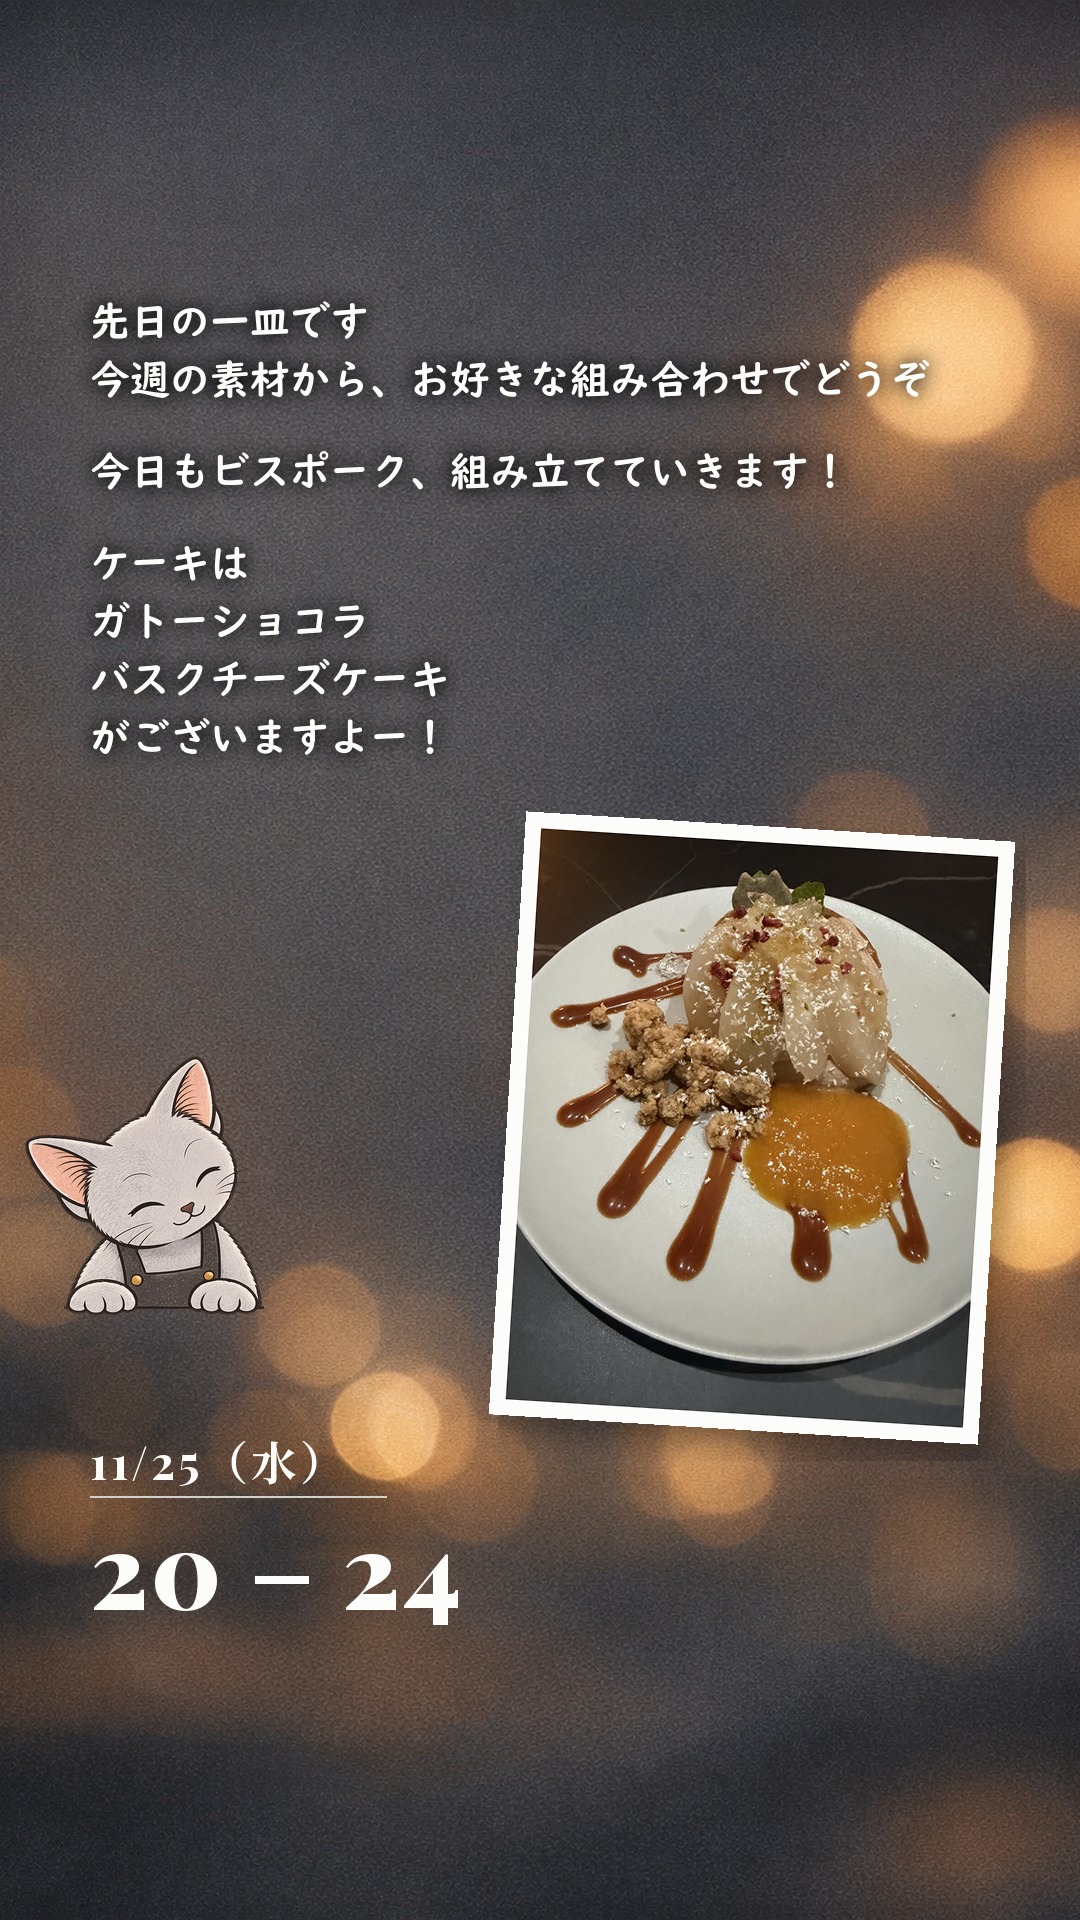 先日の一皿です
今週の素材から、お好きな組み合わせでどうぞ
今日もビスポーク、組み立てていきます！
ケーキは
ガトーショコラ
バスクチーズケーキ
がございますよー！
11/25（水）
20 – 24